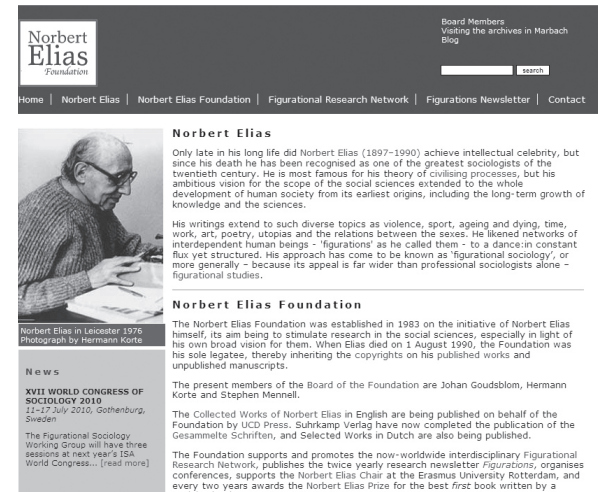 Norbert
Elias
Foundation
Board Members
Visiting the archives in Marbach
Blog
search
Home | Norbert Elias | Norbert Elias Foundation | Figurational Research Network | Figurations Newsletter | Contact
Norbert Elias in Leicester 1976
Photograph by Hermann Korte
News
XVII WORLD CONGRESS OF
SOCIOLOGY 2010
11–17 July 2010, Gothenburg,
Sweden
The Figurational Sociology
Working Group will have three
sessions at next year's ISA
World Congress... [read more]
Norbert Elias
Only late in his long life did Norbert Elias (1897–1990) achieve intellectual celebrity, but
since his death he has been recognised as one of the greatest sociologists of the
twentieth century. He is most famous for his theory of civilising processes, but his
ambitious vision for the scope of the social sciences extended to the whole
development of human society from its earliest origins, including the long-term growth of
knowledge and the sciences.
His writings extend to such diverse topics as violence, sport, ageing and dying, time,
work, art, poetry, utopias and the relations between the sexes. He likened networks of
interdependent human beings - 'figurations' as he called them - to a dance:in constant
flux yet structured. His approach has come to be known as 'figurational sociology', or
more generally – because its appeal is far wider than professional sociologists alone –
figurational studies.
Norbert Elias Foundation
The Norbert Elias Foundation was established in 1983 on the initiative of Norbert Elias
himself, its aim being to stimulate research in the social sciences, especially in light of
his own broad vision for them. When Elias died on 1 August 1990, the Foundation was
his sole legatee, thereby inheriting the copyrights on his published works and
unpublished manuscripts.
The present members of the Board of the Foundation are Johan Goudsblom, Hermann
Korte and Stephen Mennell.
The Collected Works of Norbert Elias in English are being published on behalf of the
Foundation by UCD Press. Suhrkamp Verlag have now completed the publication of the
Gesammelte Schriften, and Selected Works in Dutch are also being published.
The Foundation supports and promotes the now-worldwide interdisciplinary Figurational
Research Network, publishes the twice yearly research newsletter Figurations, organises
conferences, supports the Norbert Elias Chair at the Erasmus University Rotterdam, and
every two years awards the Norbert Elias Prize for the best first book written by a